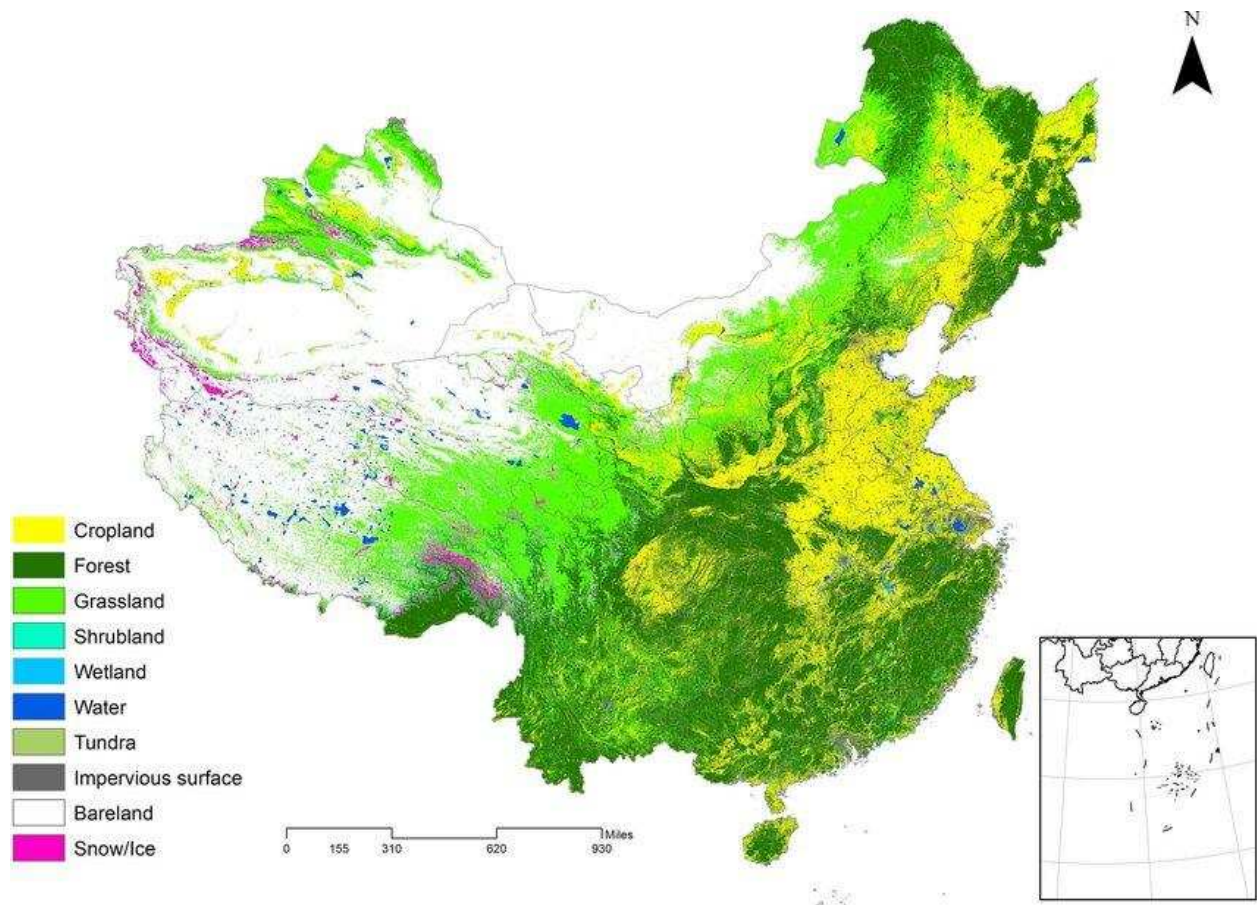 N
Cropland
Forest
Grassland
Shrubland
Wetland
Water
Tundra
Impervious surface
Bareland
Snow/Ice
Miles
0 155 310 620 930